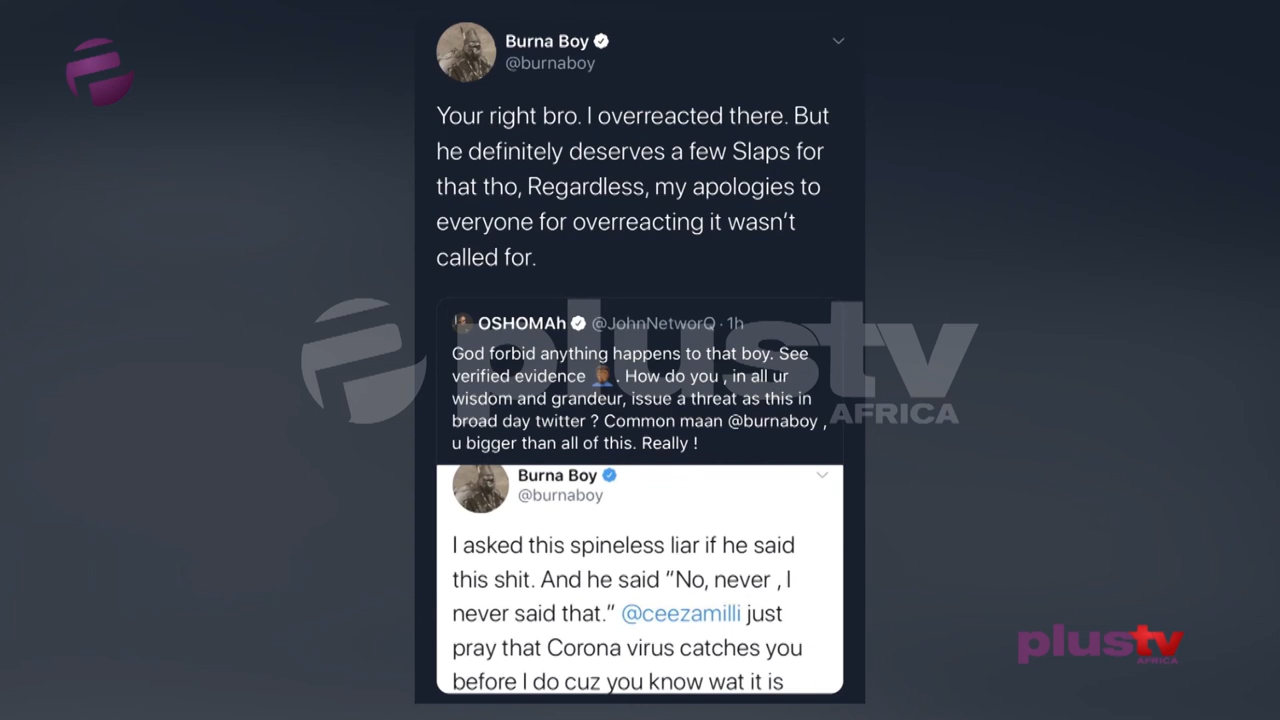 Burna Boy
@burnaboy
Your right bro. I overreacted there. But
he definitely deserves a few Slaps for
that tho, Regardless, my apologies to
everyone for overreacting it wasn't
called for.
OSHOMAh @JohnNetworQ · 1h
God forbid anything happens to that boy. See
verified evidence 🤦🏾‍♂️. How do you , in all ur
wisdom and grandeur, issue a threat as this in
broad day twitter ? Common maan @burnaboy ,
u bigger than all of this. Really !
plustv
AFRICA
Burna Boy
@burnaboy
I asked this spineless liar if he said
this shit. And he said "No, never , I
never said that." @ceezamilli just
pray that Corona virus catches you
before I do cuz you know wat it is
plustv
AFRICA